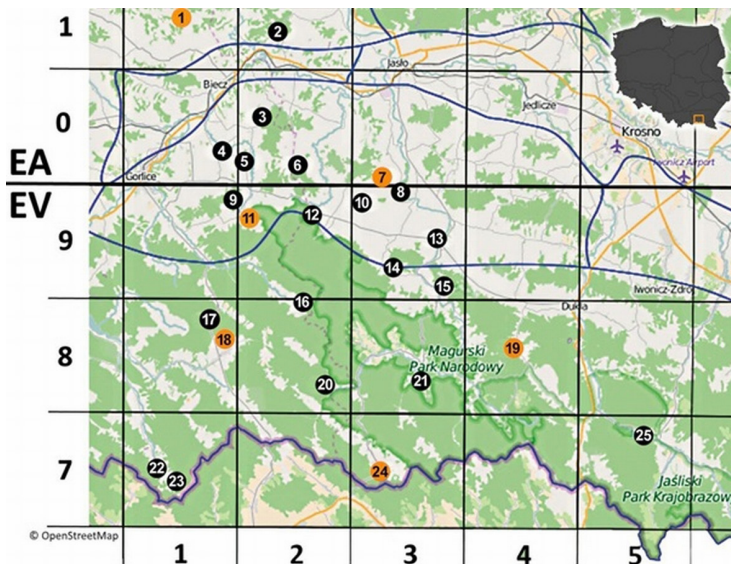 1
1
2
Jasło
Biecz
0
3
Jedlicze
Krosno
4
5
6
Iwonicz Airport
EA
Gorlice
7
EV
9
10
8
11
12
9
13
14
15
Iwonicz-Zdrój
16
Dukla
17
18
19
8
Magurski
Park Narodowy
20
21
25
7
22
23
24
Jaśliski
Park Krajobrazowy
© OpenStreetMap
1
2
3
4
5